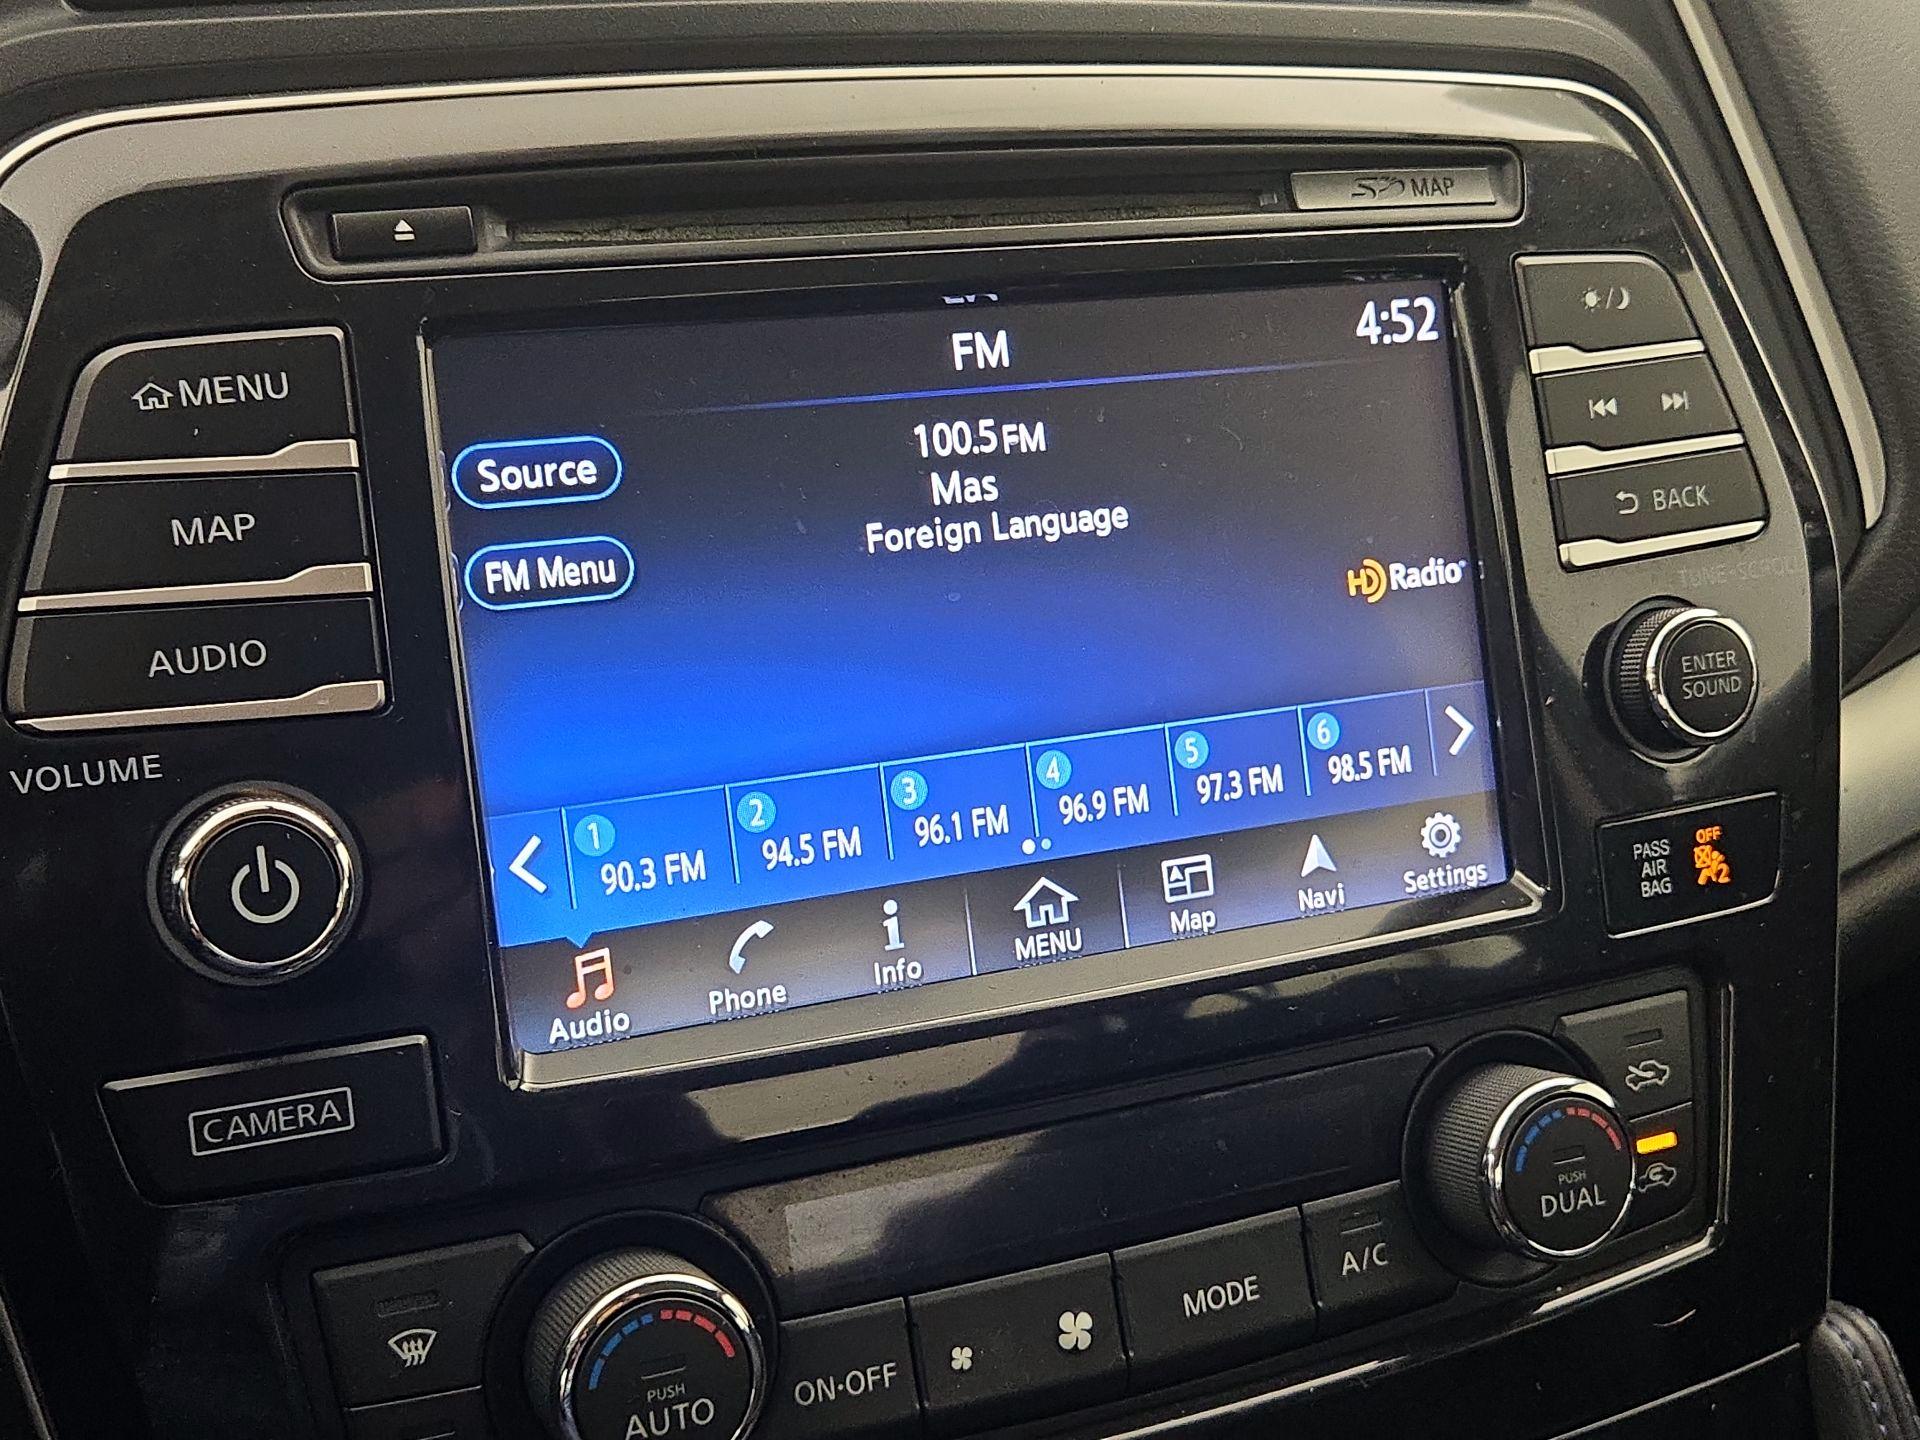 MAP
FM
4:52
MENU
MAP
AUDIO
VOLUME
Source
FM Menu
100.5 FM
Mas
Foreign Language
HD Radio
BACK
TUNE·SCROLL
ENTER
SOUND
1 90.3 FM
2 94.5 FM
3 96.1 FM
4 96.9 FM
5 97.3 FM
6 98.5 FM
Audio
Phone
Info
MENU
Map
Navi
Settings
PASS
AIR
BAG
OFF
2
CAMERA
PUSH
AUTO
ON·OFF
MODE
A/C
PUSH
DUAL